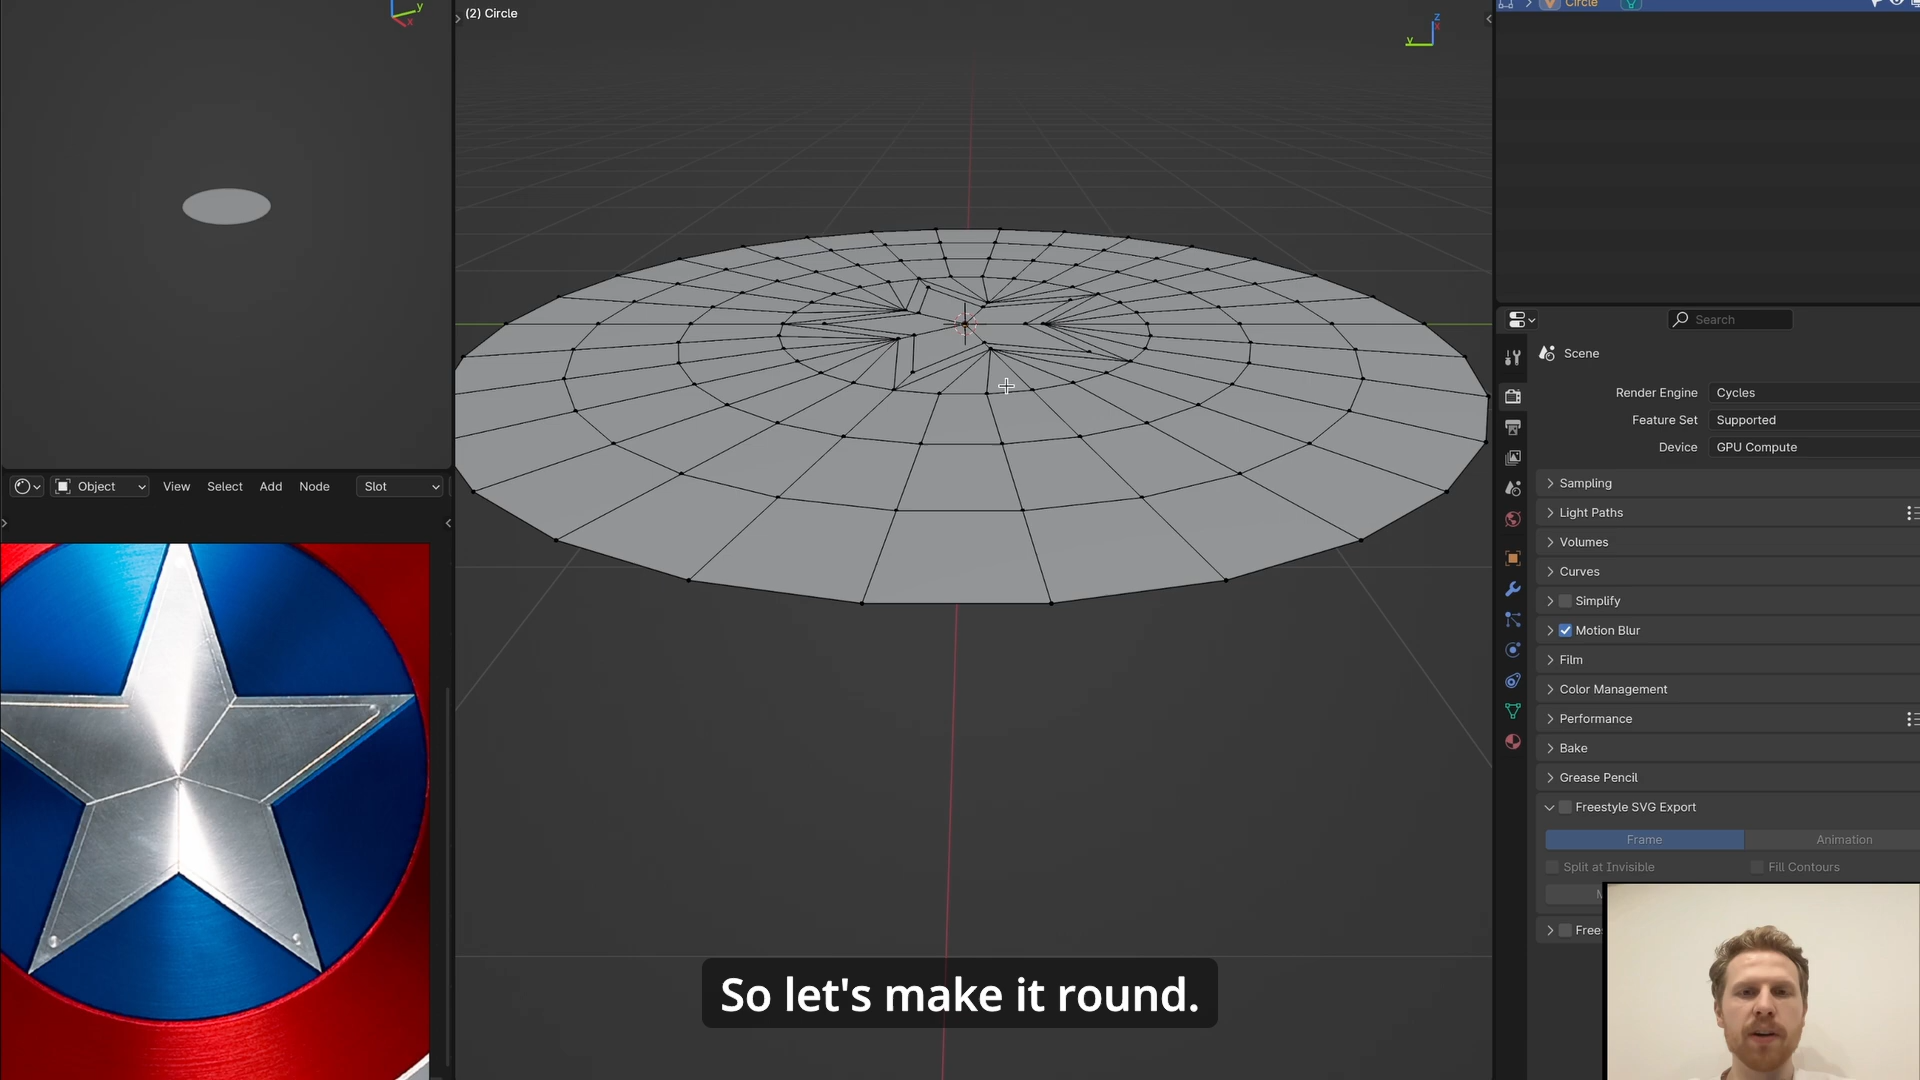 y
x
(2) Circle
z
x
y
Circle
Search
Scene
Render Engine Cycles
Feature Set Supported
Device GPU Compute
Sampling
Light Paths
Volumes
Curves
Simplify
Motion Blur
Film
Color Management
Performance
Bake
Grease Pencil
Freestyle SVG Export
Frame Animation
Split at Invisible Fill Contours
Object View Select Add Node Slot
So let's make it round.